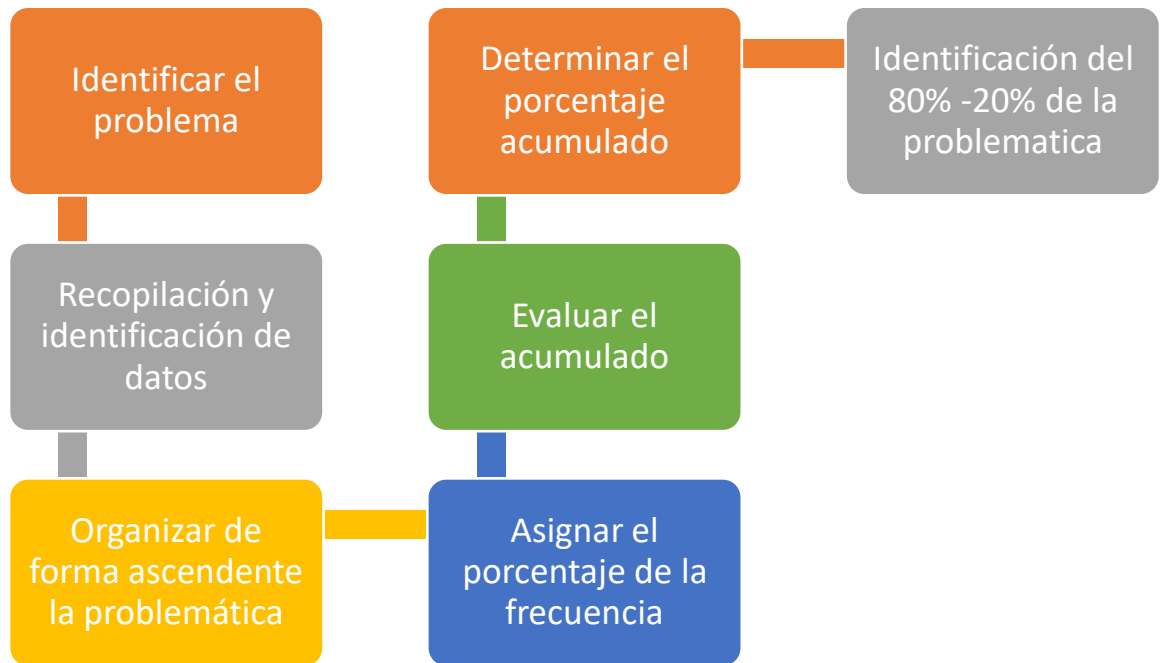 Identificar el
problema
Recopilación y
identificación de
datos
Organizar de
forma ascendente
la problemática
Asignar el
porcentaje de la
frecuencia
Evaluar el
acumulado
Determinar el
porcentaje
acumulado
Identificación del
80% -20% de la
problematica